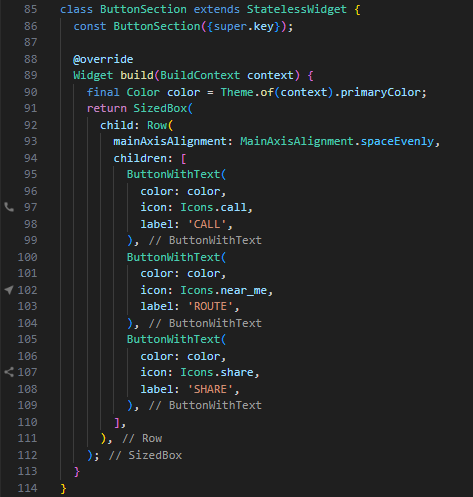 85 class ButtonSection extends StatelessWidget {
86   const ButtonSection({super.key});
87
88   @override
89   Widget build(BuildContext context) {
90     final Color color = Theme.of(context).primaryColor;
91     return SizedBox(
92       child: Row(
93         mainAxisAlignment: MainAxisAlignment.spaceEvenly,
94         children: [
95           ButtonWithText(
96             color: color,
97             icon: Icons.call,
98             label: 'CALL',
99           ), // ButtonWithText
100           ButtonWithText(
101             color: color,
102             icon: Icons.near_me,
103             label: 'ROUTE',
104           ), // ButtonWithText
105           ButtonWithText(
106             color: color,
107             icon: Icons.share,
108             label: 'SHARE',
109           ), // ButtonWithText
110         ],
111       ), // Row
112     ); // SizedBox
113   }
114 }